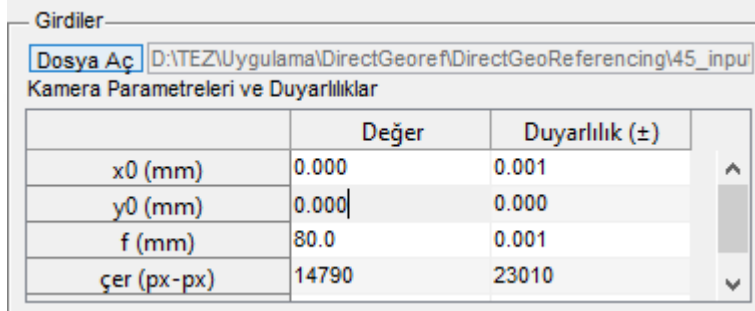 Girdiler
Dosya Aç D:\TEZ\Uygulama\DirectGeoref\DirectGeoReferencing\45_input
Kamera Parametreleri ve Duyarlılıklar
Değer Duyarlılık (±)
x0 (mm) 0.000 0.001
y0 (mm) 0.000 0.000
f (mm) 80.0 0.001
çer (px-px) 14790 23010